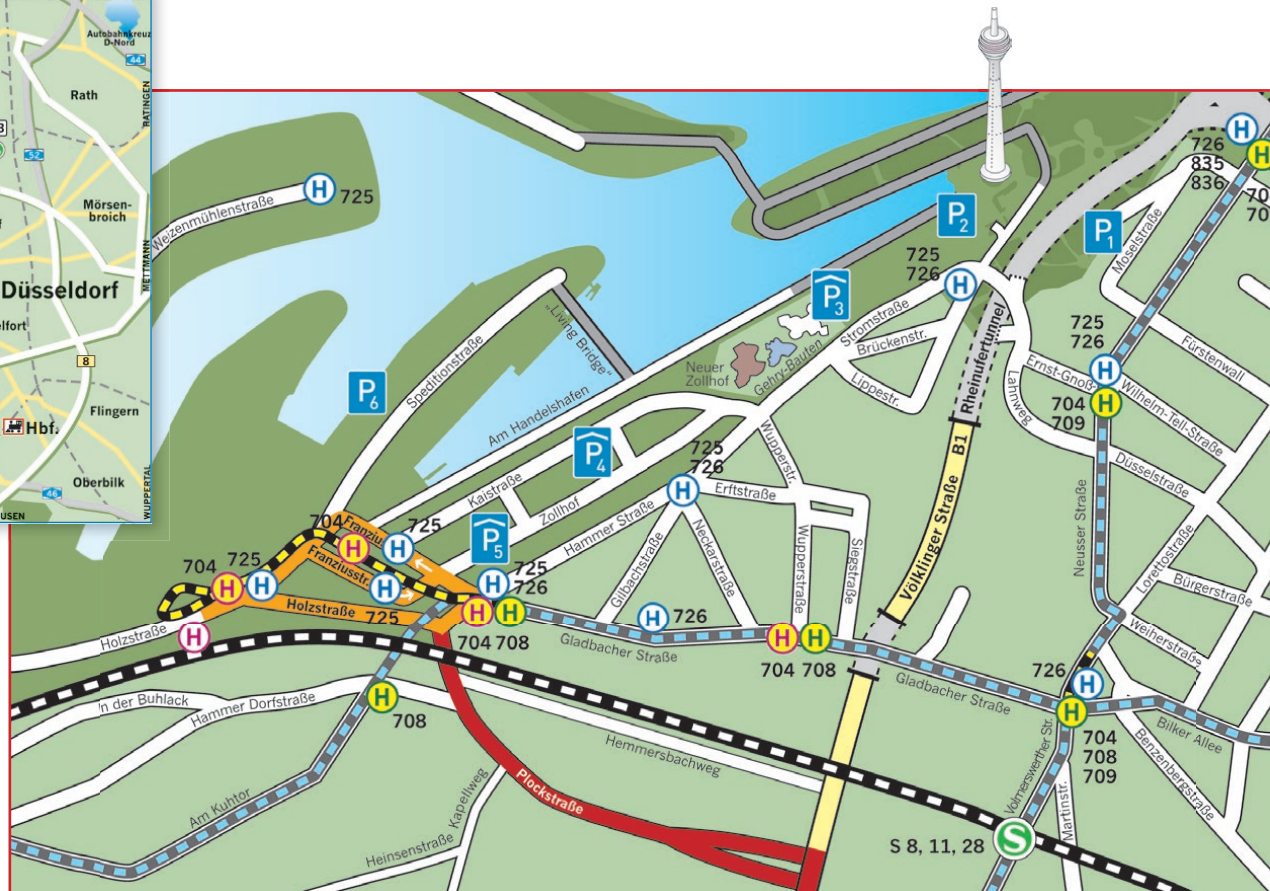 Autobahnkreuz
D-Nord
44
Rath
RATINGEN
52
Mörsen-
broich
METTMANN
Düsseldorf
8
Flingern
Hbf.
Oberbilk
46
WUPPERTAL
H 725
Weizenmühlenstraße
Speditionstraße
P6
"Living Bridge"
Am Handelshafen
Neuer
Zollhof
Gehry-Bauten
P3
P2
P1
725
726
H
Stromstraße
Brückenstr.
Lippestr.
Rheinufertunnel
H
726
835
836
H
Moselstraße
Fürstenwall
725
726
H
704
709
H
Ernst-Gnoß-
Wilhelm-Tell-Straße
Lahnweg
Düsselstraße
Neusser Straße
Lorettostraße
Bürgerstraße
Weiherstraße
P4
Kaistraße
Zollhof
Hammer Straße
725
726
H
Erftstraße
Wupperstr.
Wupperstraße
Siegstraße
Neckarstraße
Gilbachstraße
Völklinger Straße B1
P5
704
H
Franzius
725
H
Franziusstr.
H
725
704
H
725
H
Holzstraße
Holzstraße
H
725
726
H
H H
704 708
H 726
Gladbacher Straße
H H
704 708
Gladbacher Straße
726
H
H
704
708
709
Bilker Allee
Benzenbergstraße
Volmerswerther Str.
Martinstr.
S 8, 11, 28
S
'n der Buhlack
Hammer Dorfstraße
H
708
Am Kuhtor
Hemmersbachweg
Plockstraße
Kapellweg
Heinsenstraße